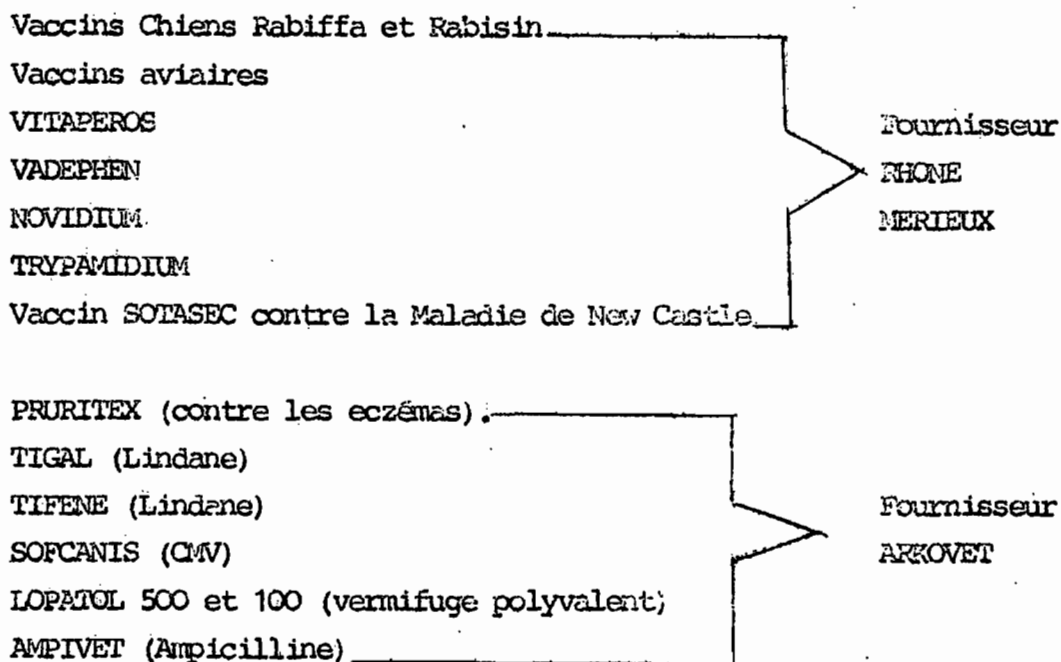 Vaccins Chiens Rabiffa et Rabisin
Vaccins aviaires
VITAPEROS
VADEPHEN
NOVIDIUM
TRYPAMIDIUM
Vaccin SOTASEC contre la Maladie de New Castle
Fournisseur
RHONE
MERIEUX
PRURITEX (contre les eczémas).
TIGAL (Lindane)
TIFENE (Lindane)
SOFCANIS (CMV)
LOPATOL 500 et 100 (vermifuge polyvalent)
AMPIVET (Ampicilline)
Fournisseur
ARKOVET